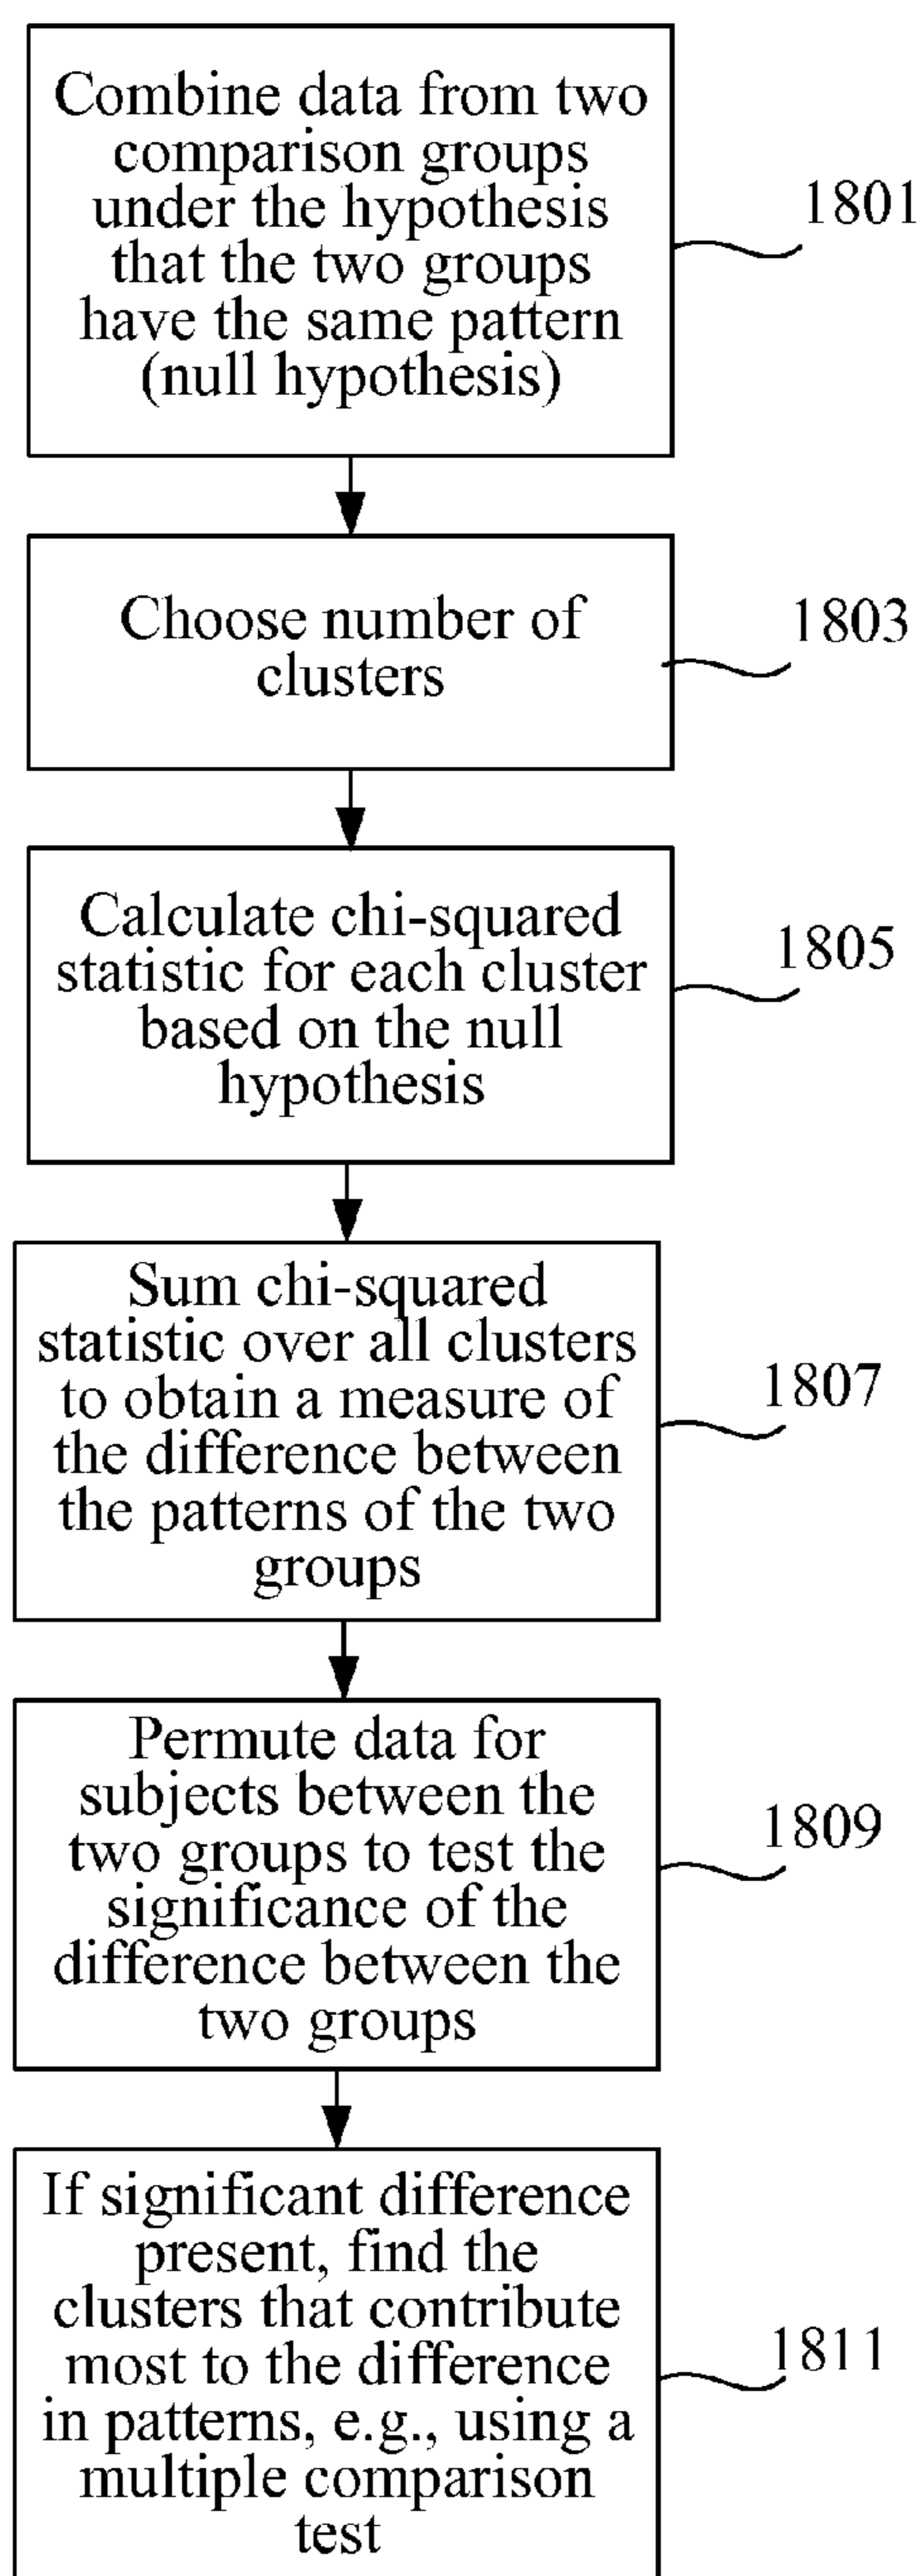 Combine data from two
comparison groups
under the hypothesis
that the two groups
have the same pattern
(null hypothesis)
1801
Choose number of
clusters
1803
Calculate chi-squared
statistic for each cluster
based on the null
hypothesis
1805
Sum chi-squared
statistic over all clusters
to obtain a measure of
the difference between
the patterns of the two
groups
1807
Permute data for
subjects between the
two groups to test the
significance of the
difference between the
two groups
1809
If significant difference
present, find the
clusters that contribute
most to the difference
in patterns, e.g., using a
multiple comparison
test
1811